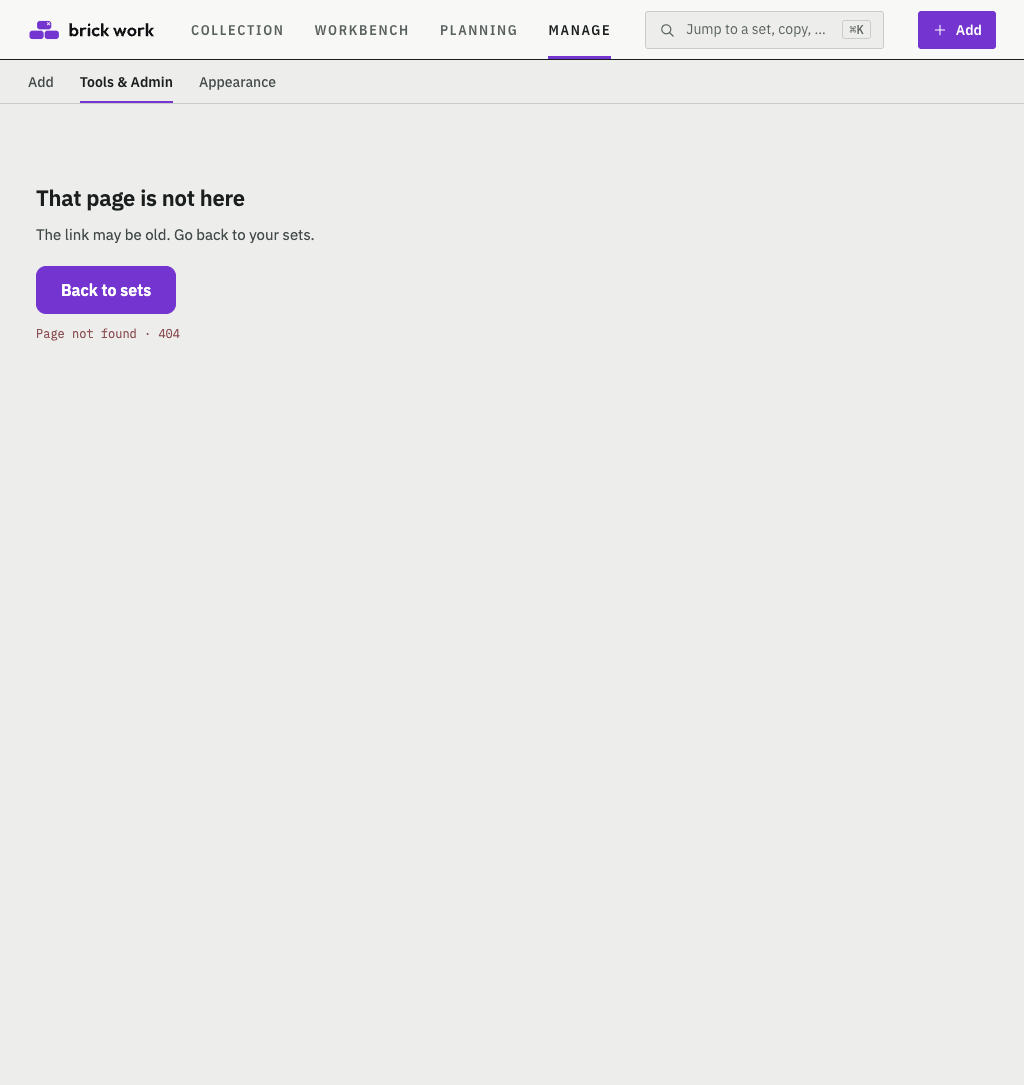 brick work
COLLECTION
WORKBENCH
PLANNING
MANAGE
Jump to a set, copy, ...
⌘K
+ Add
Add
Tools & Admin
Appearance
That page is not here
The link may be old. Go back to your sets.
Back to sets
Page not found · 404